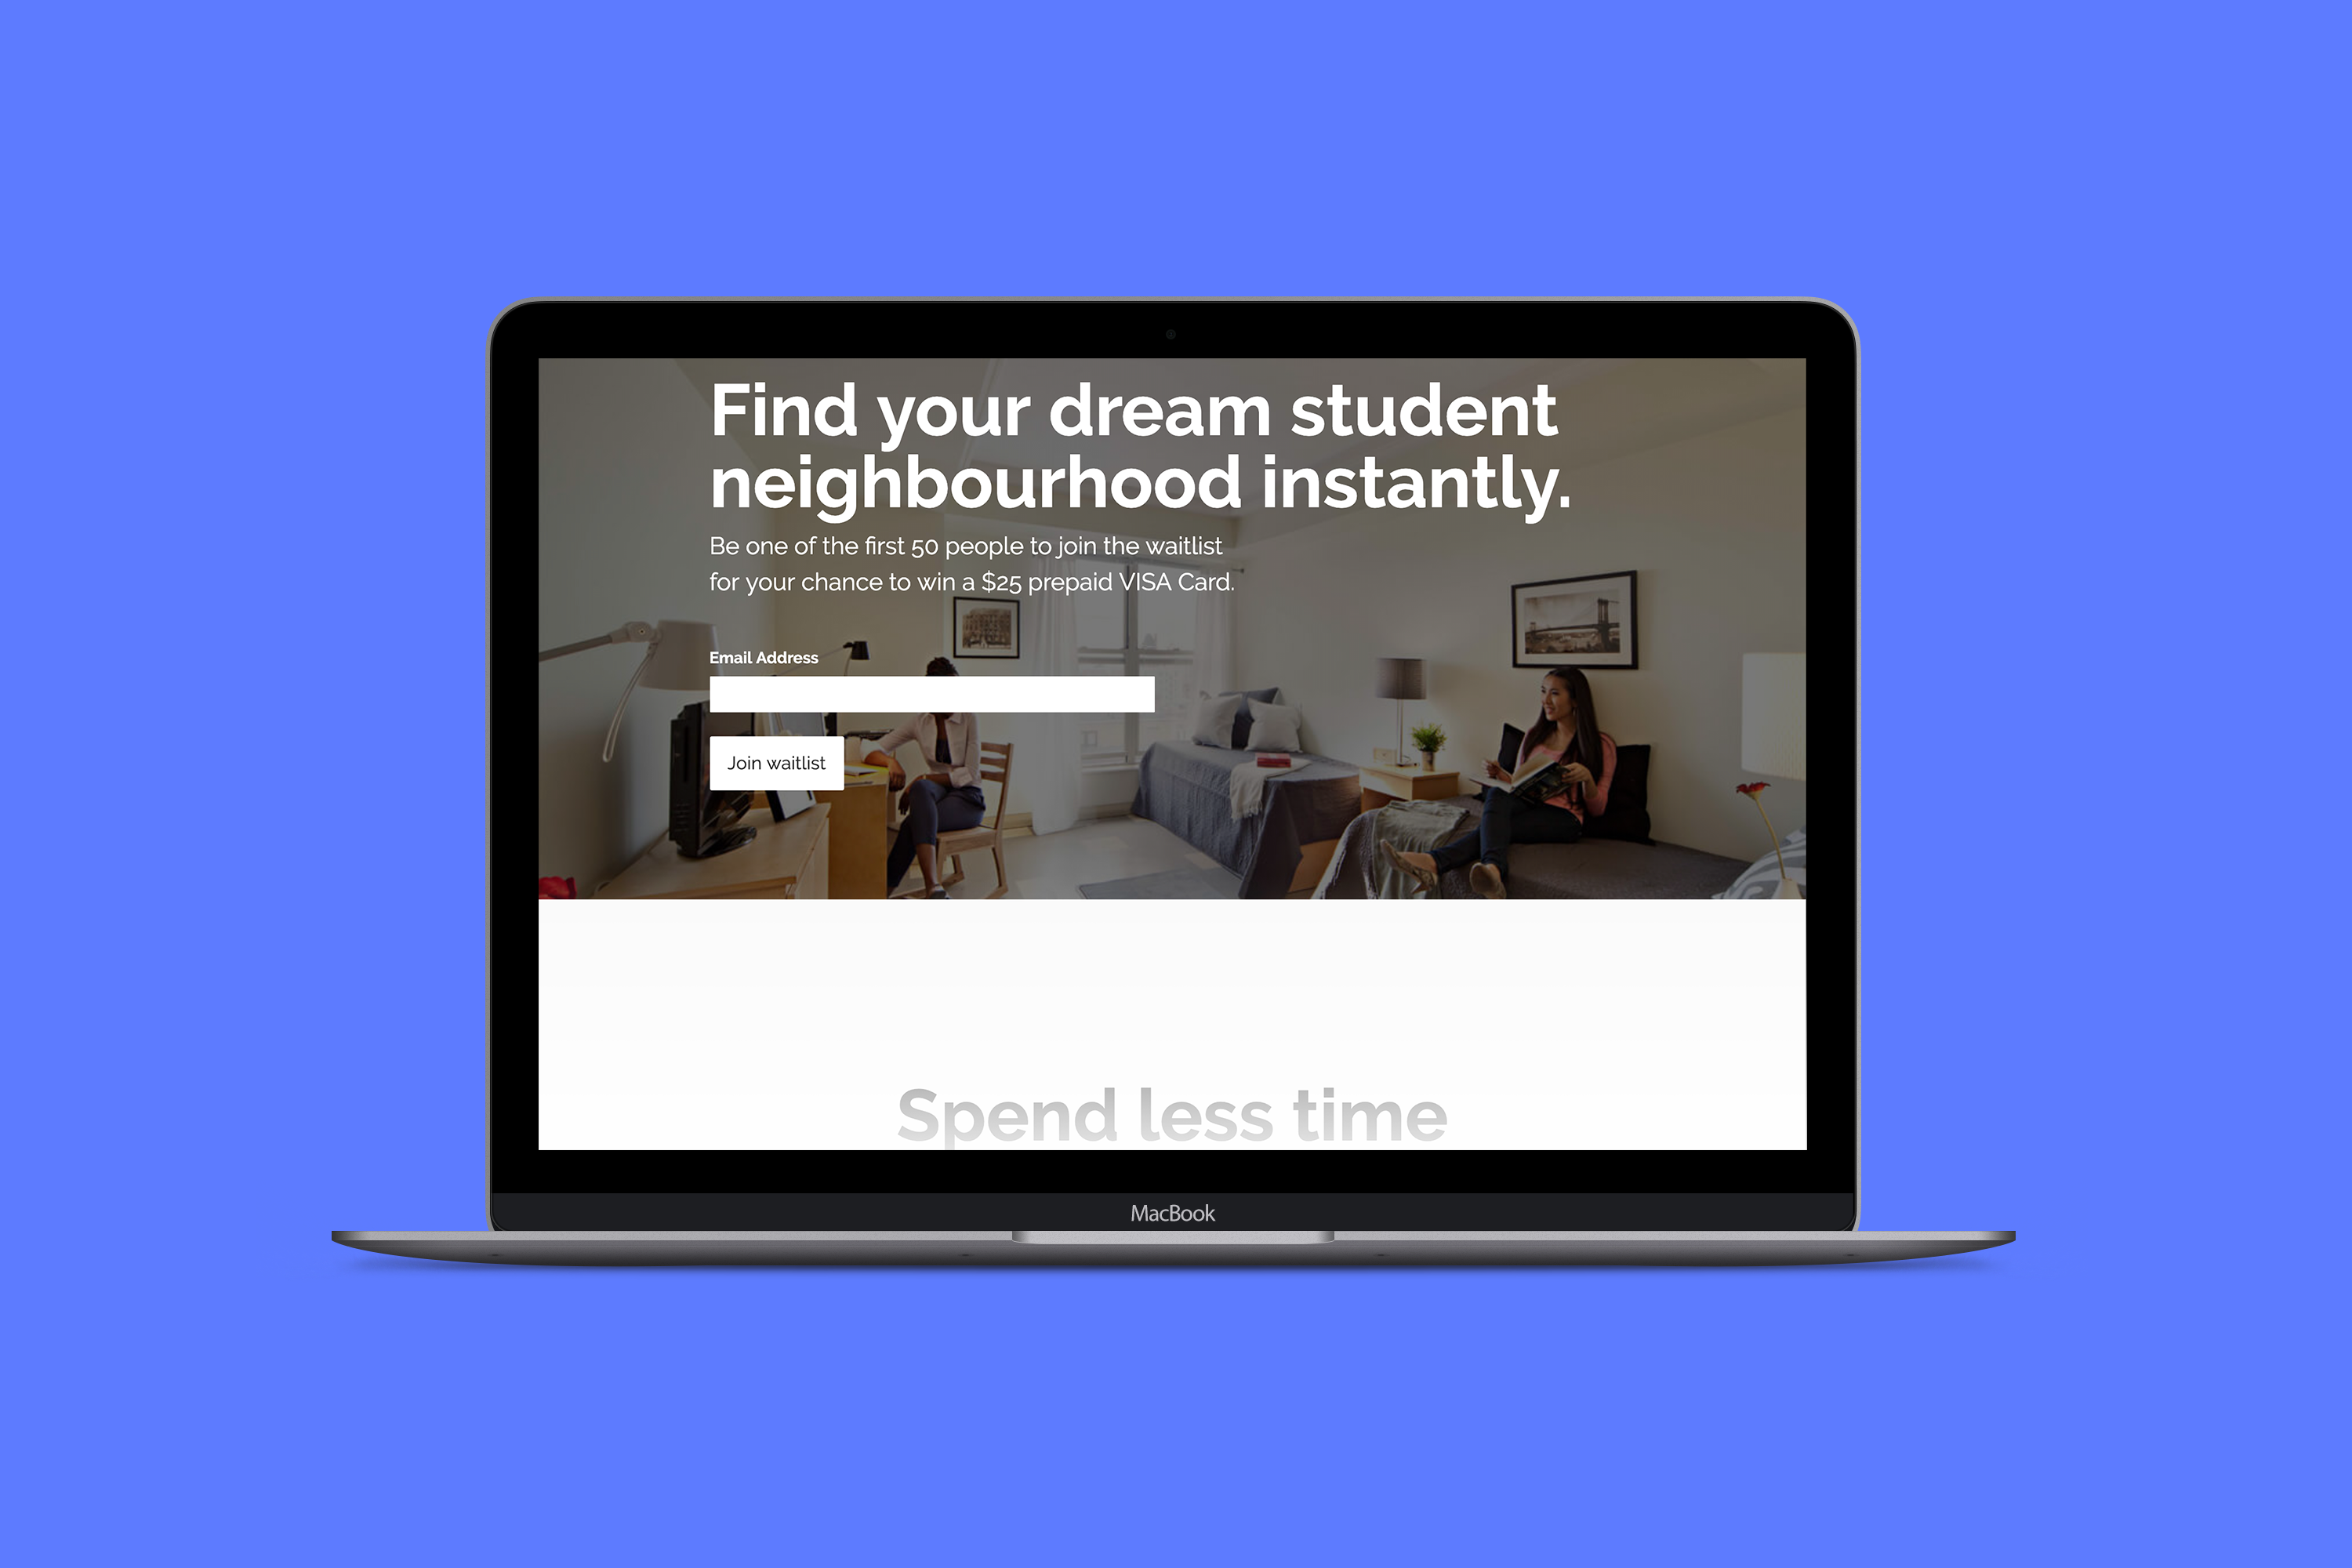 Find your dream student
neighbourhood instantly.
Be one of the first 50 people to join the waitlist
for your chance to win a $25 prepaid VISA Card.
Email Address
Join waitlist
Spend less time
MacBook